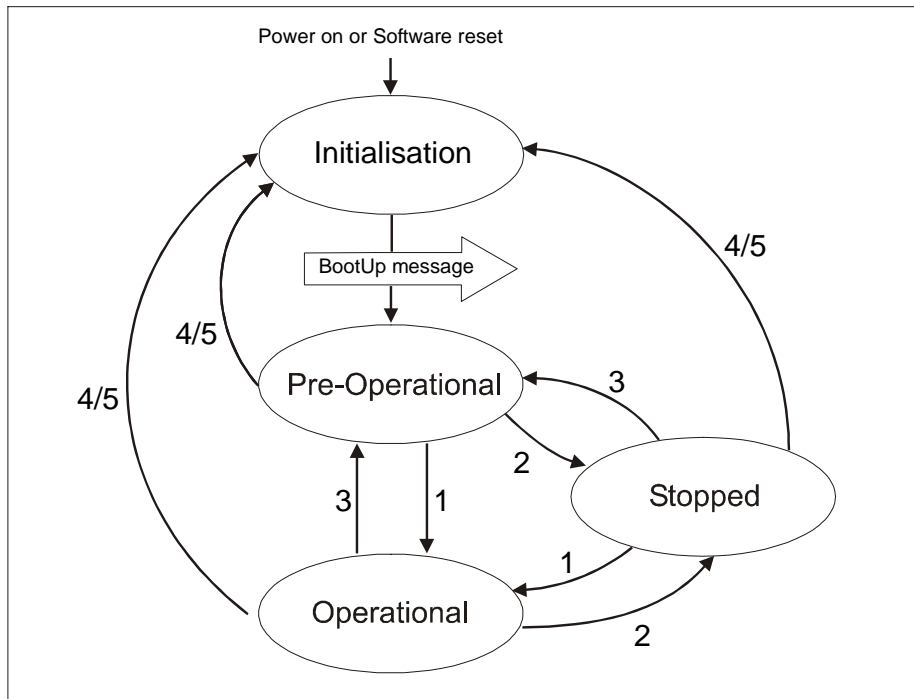 Power on or Software reset
Initialisation
BootUp message
4/5
4/5
4/5
Pre-Operational
3
2
Stopped
3
1
1
Operational
2